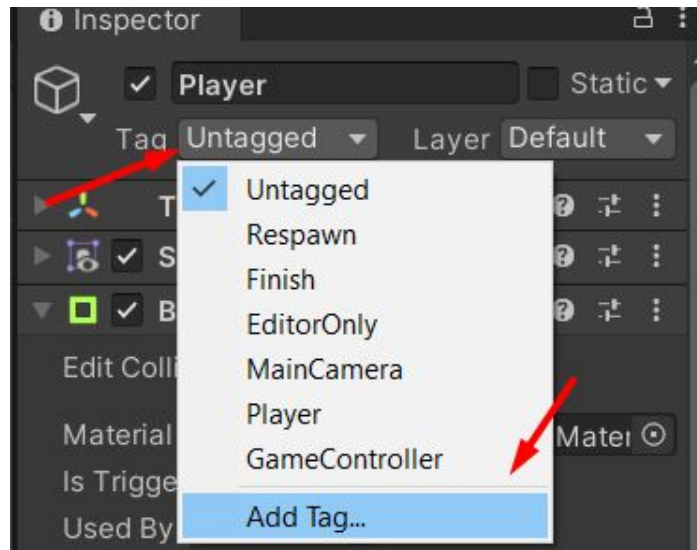 Inspector
Player Static
Tag Untagged Layer Default
Untagged
T
Respawn
S
Finish
B
EditorOnly
Edit Colli
MainCamera
Player
Material Mater
GameController
Is Trigge
Add Tag...
Used By